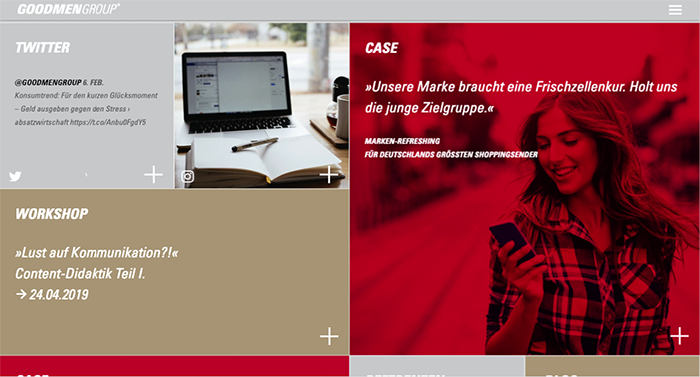 GOODMENGROUP®
TWITTER
@GOODMENGROUP 6. FEB.
Konsumtrend: Für den kurzen Glücksmoment
– Geld ausgeben gegen den Stress ›
absatzwirtschaft https://t.co/Anbu0FgdY5
CASE
»Unsere Marke braucht eine Frischzellenkur. Holt uns
die junge Zielgruppe.«
MARKEN-REFRESHING
FÜR DEUTSCHLANDS GRÖSSTEN SHOPPINGSENDER
WORKSHOP
»Lust auf Kommunikation?!«
Content-Didaktik Teil I.
→ 24.04.2019